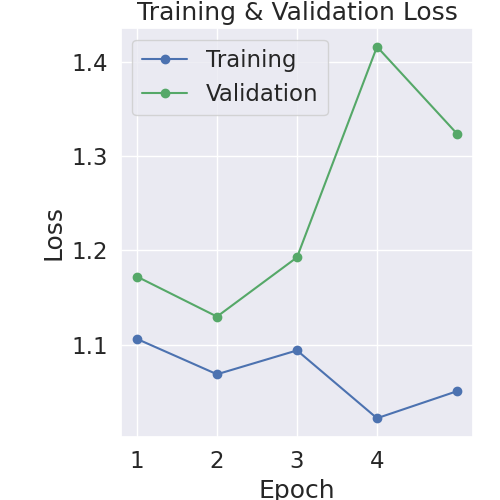 Training & Validation Loss
Training
Validation
1.4
1.3
1.2
1.1
Loss
1 2 3 4
Epoch